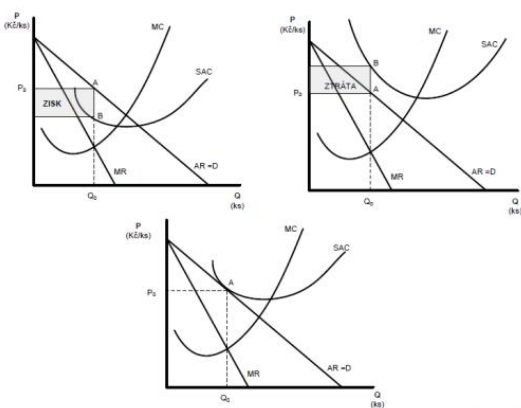 P
(Kč/ks)
MC
SAC
A
P₀
ZISK
B
MR
AR =D
Q₀
Q
(ks)
P
(Kč/ks)
MC
SAC
B
ZTRÁTA
P₀
A
MR
AR =D
Q₀
Q
(ks)
P
(Kč/ks)
MC
SAC
A
P₀
MR
AR =D
Q₀
Q
(ks)